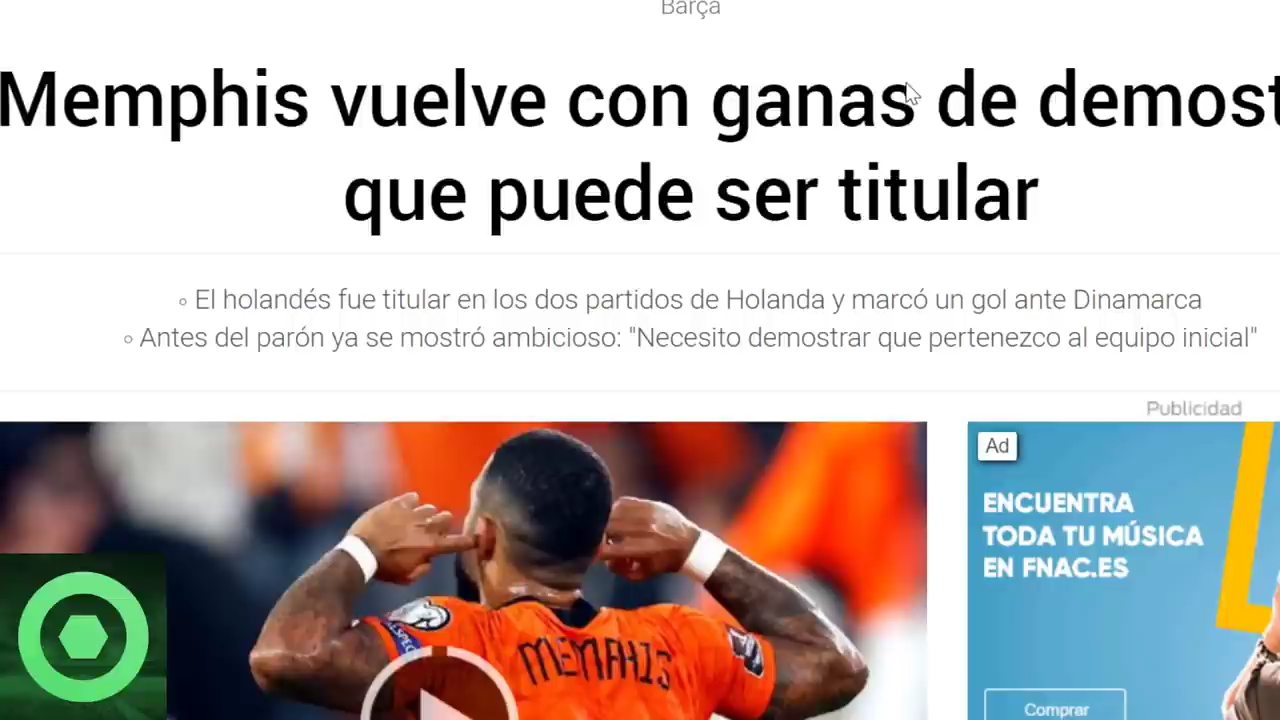 Barça
Memphis vuelve con ganas de demost
que puede ser titular
◦ El holandés fue titular en los dos partidos de Holanda y marcó un gol ante Dinamarca
◦ Antes del parón ya se mostró ambicioso: "Necesito demostrar que pertenezco al equipo inicial"
Publicidad
Ad
ENCUENTRA
TODA TU MÚSICA
EN FNAC.ES
Comprar
MEMPHIS